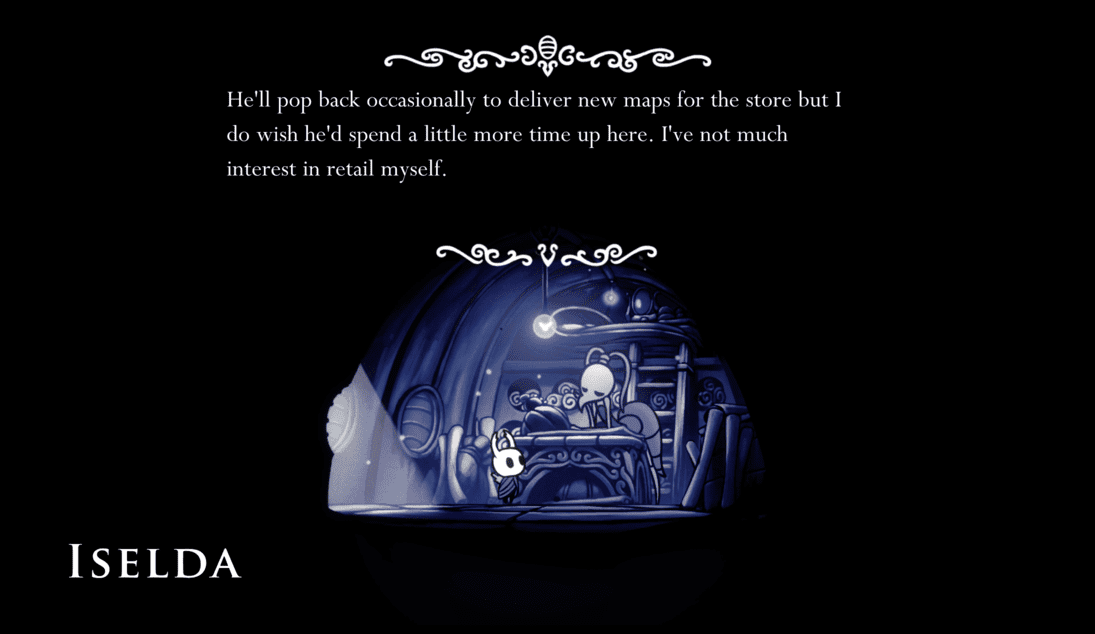 He'll pop back occasionally to deliver new maps for the store but I
do wish he'd spend a little more time up here. I've not much
interest in retail myself.
Iselda